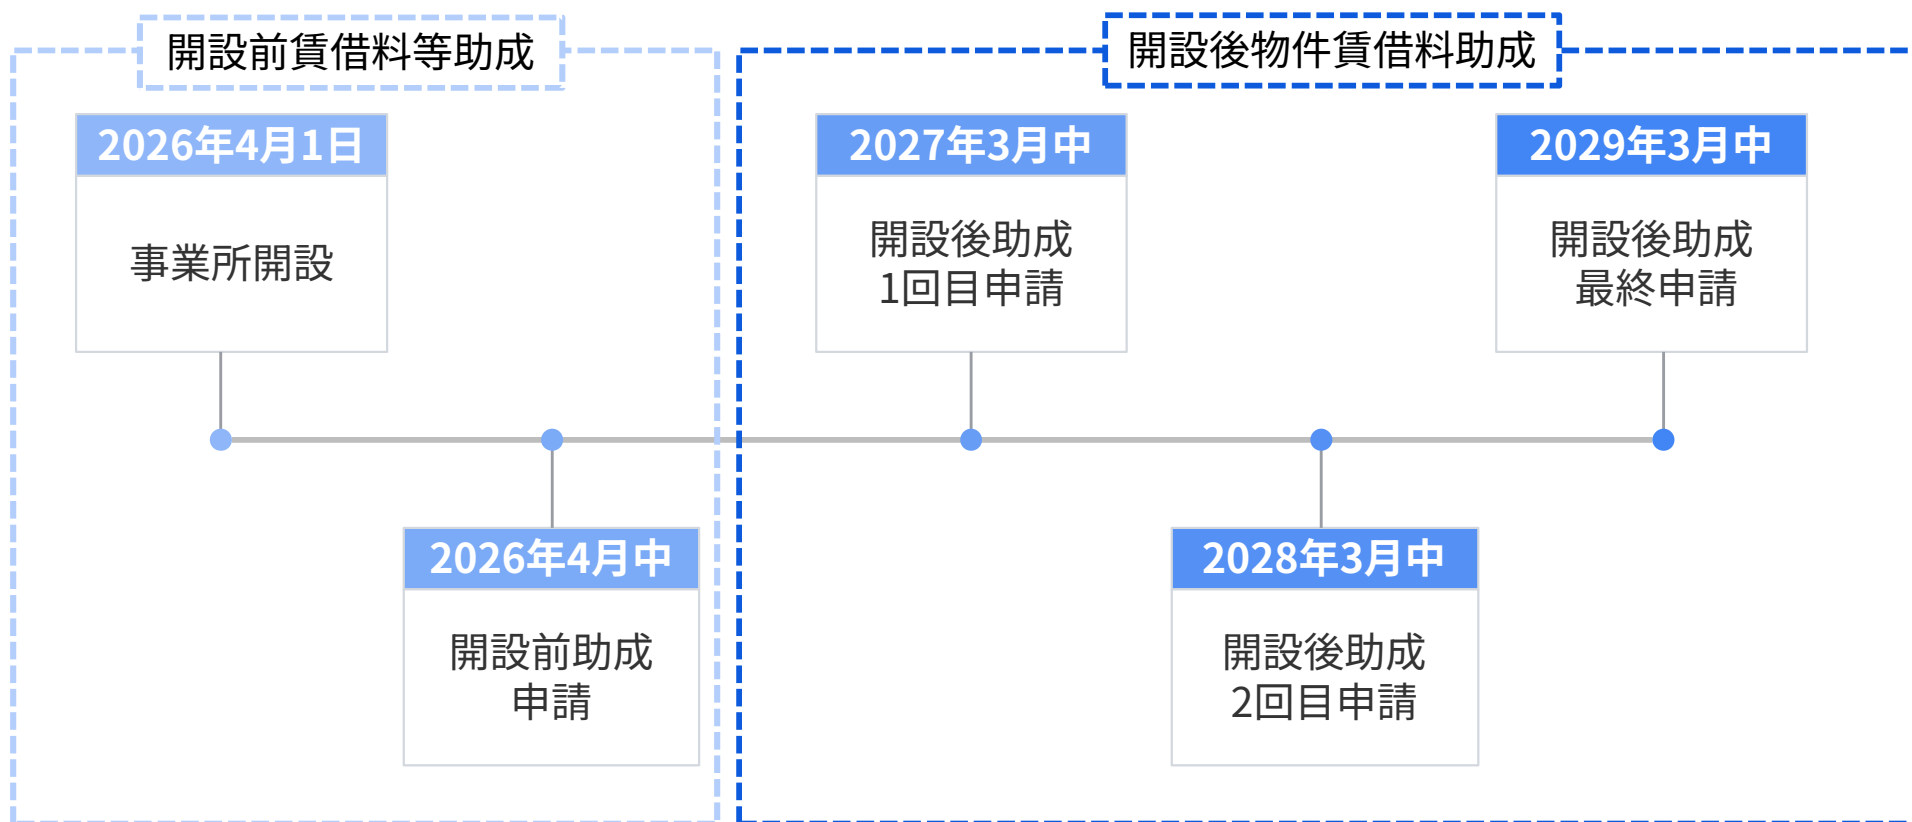 開設前賃借料等助成
2026年4月1日
事業所開設
2026年4月中
開設前助成
申請
開設後物件賃借料助成
2027年3月中
開設後助成
1回目申請
2028年3月中
開設後助成
2回目申請
2029年3月中
開設後助成
最終申請